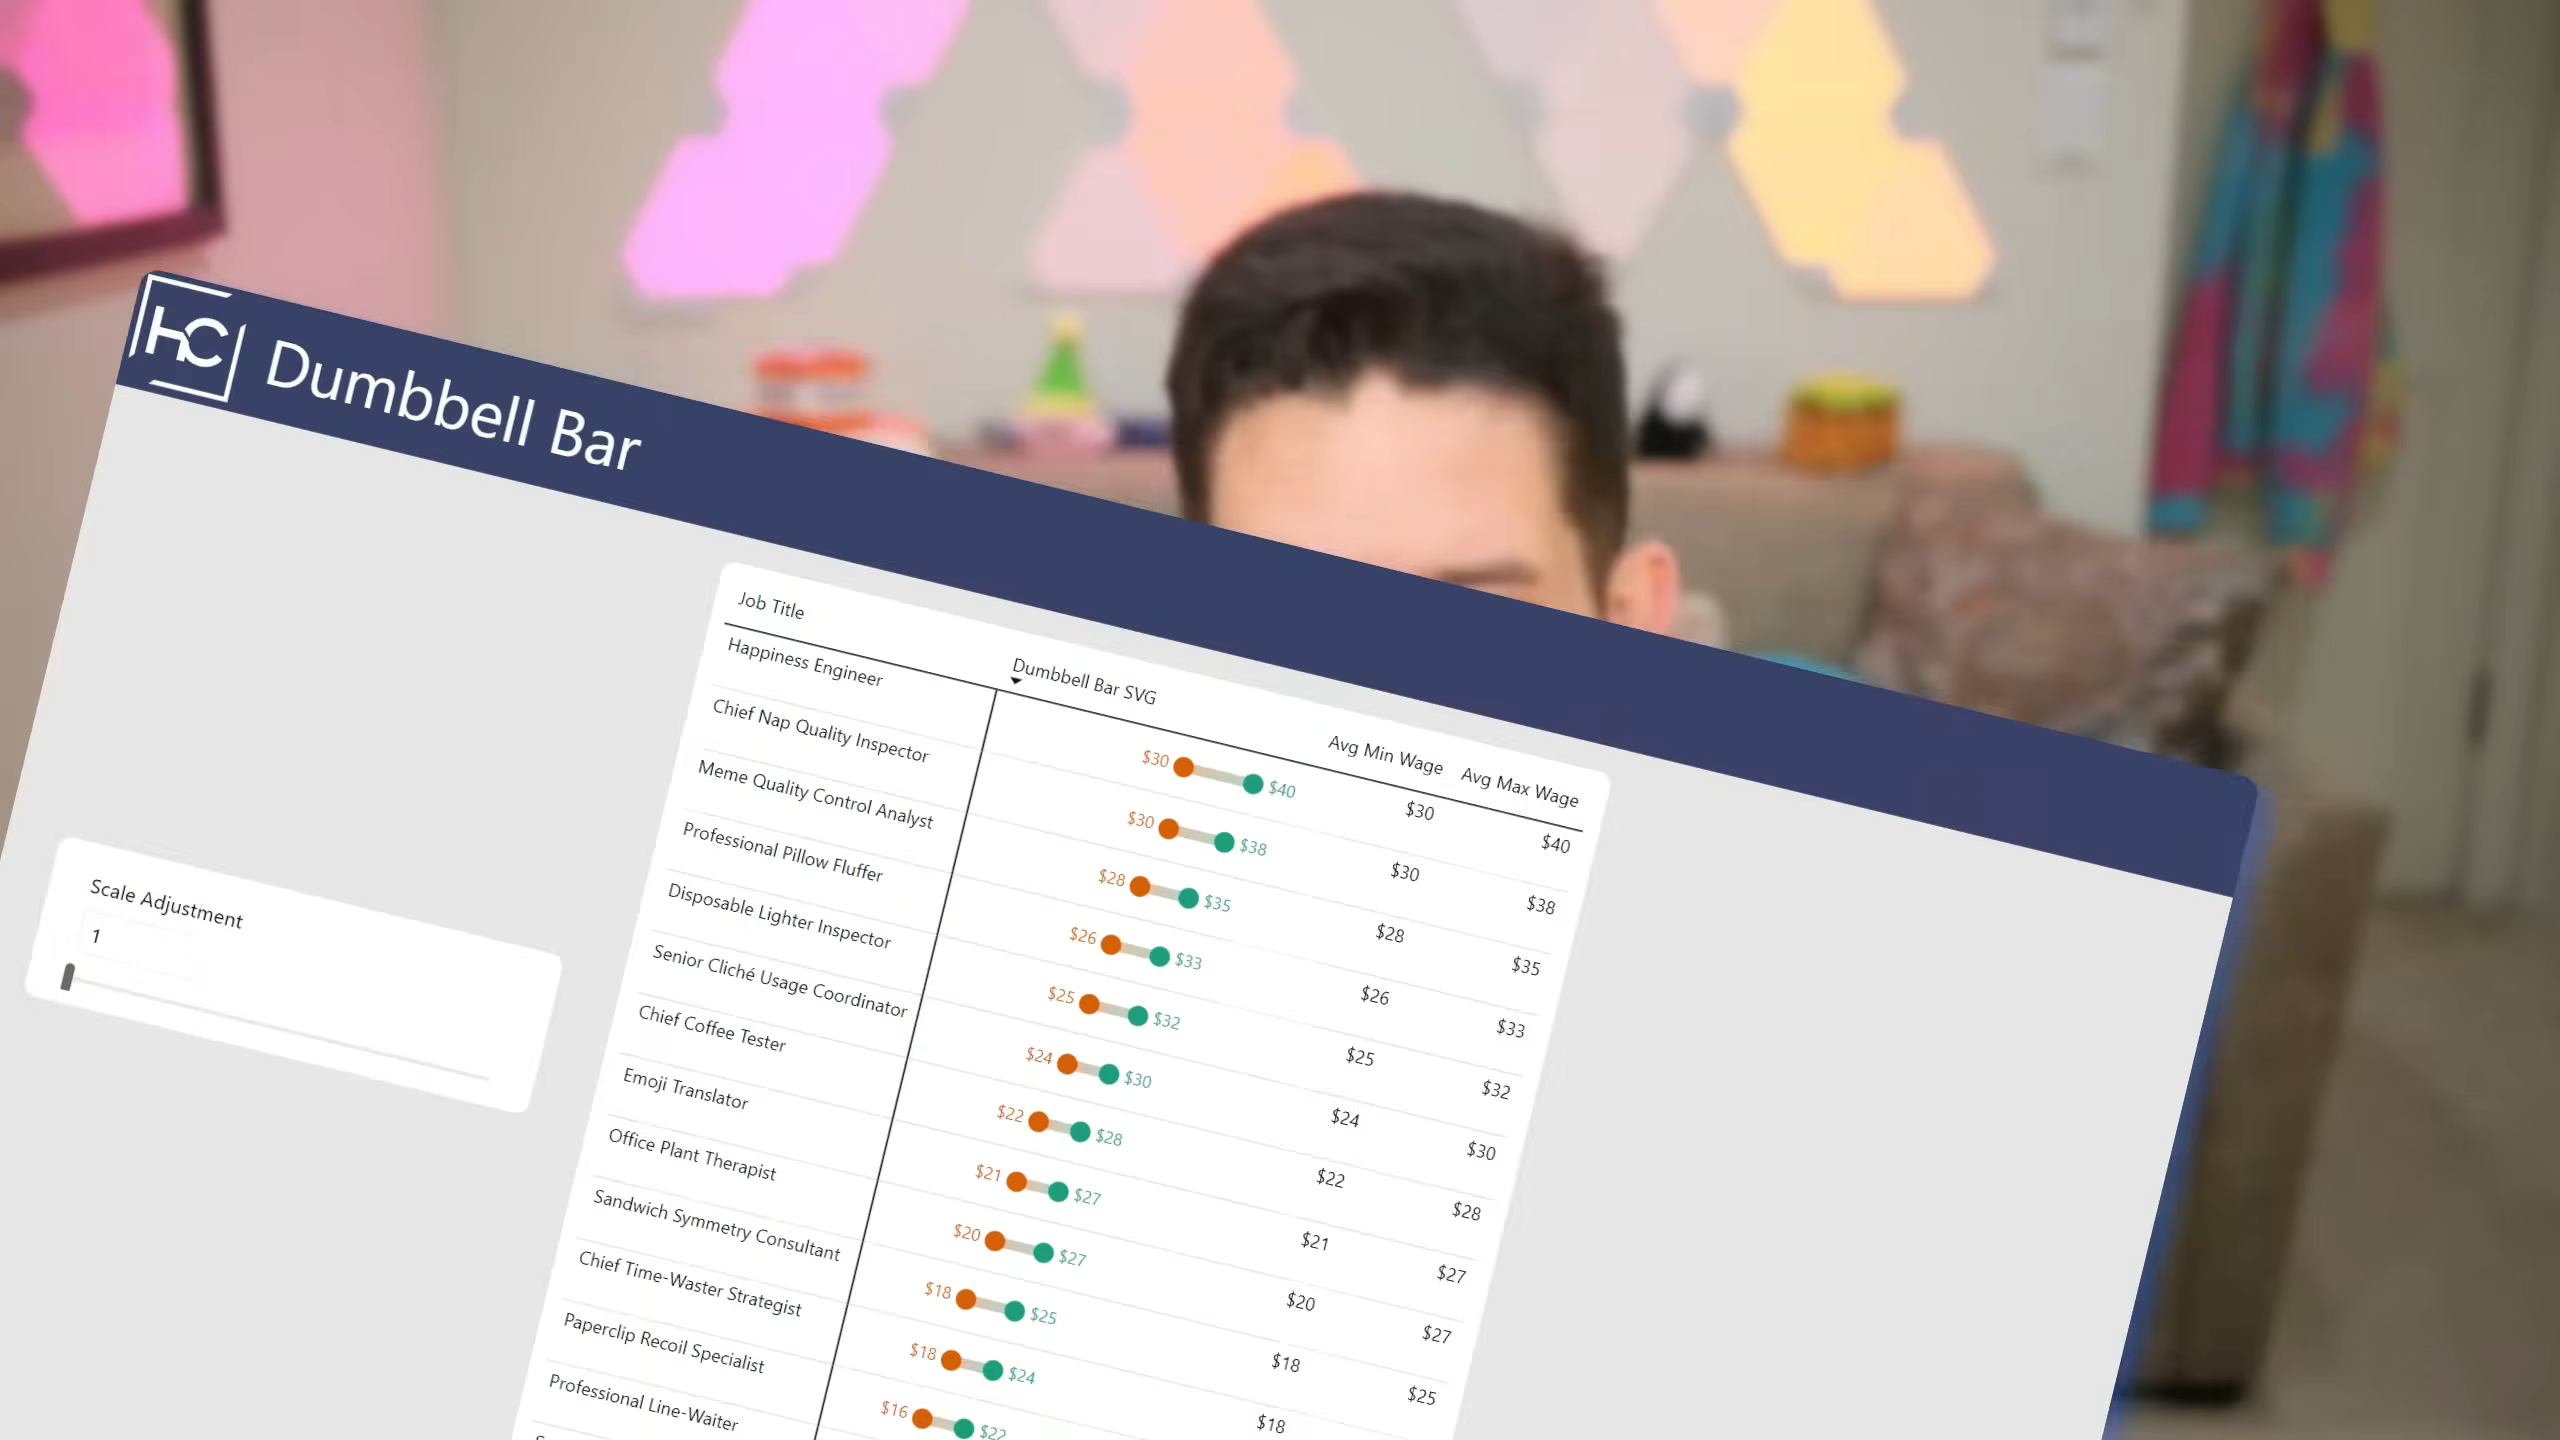 HC
Dumbbell Bar
Scale Adjustment
1
Job Title Dumbbell Bar SVG Avg Min Wage Avg Max Wage
Happiness Engineer $30 $40 $30 $40
Chief Nap Quality Inspector $30 $38 $30 $38
Meme Quality Control Analyst $28 $35 $28 $35
Professional Pillow Fluffer $26 $33 $26 $33
Disposable Lighter Inspector $25 $32 $25 $32
Senior Cliché Usage Coordinator $24 $30 $24 $30
Chief Coffee Tester $22 $28 $22 $28
Emoji Translator $21 $27 $21 $27
Office Plant Therapist $20 $27 $20 $27
Sandwich Symmetry Consultant $18 $25 $18 $25
Chief Time-Waster Strategist $18 $24 $18
Paperclip Recoil Specialist $16 $22
Professional Line-Waiter